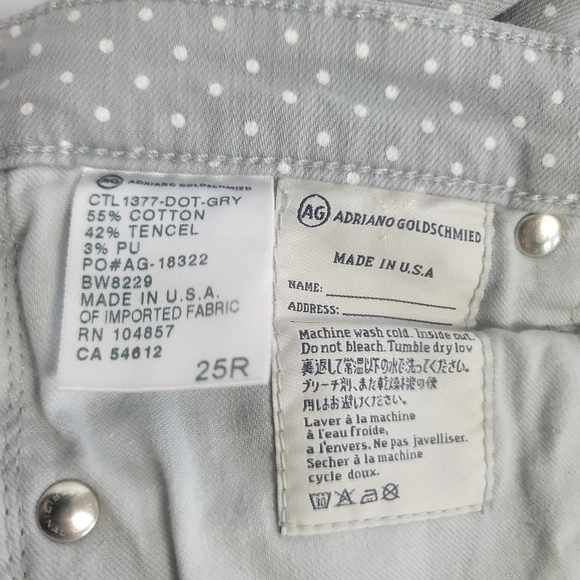 AG ADRIANO GOLDSCHMIED
CTL1377-DOT-GRY
55% COTTON
42% TENCEL
3% PU
PO#AG-18322
BW8229
MADE IN U.S.A.
OF IMPORTED FABRIC
RN 104857
CA 54612
25R
AG ADRIANO GOLDSCHMIED
MADE IN U.S.A
NAME:
ADDRESS:
Machine wash cold. Inside out.
Do not bleach. Tumble dry low
裏返して常温以下の水で洗ってください。
ブリーチ剤、また乾燥機の使
用はお避けください。
Laver à la machine
à l'eau froide,
a l'envers. Ne pas javelliser.
Secher à la machine
cycle doux.